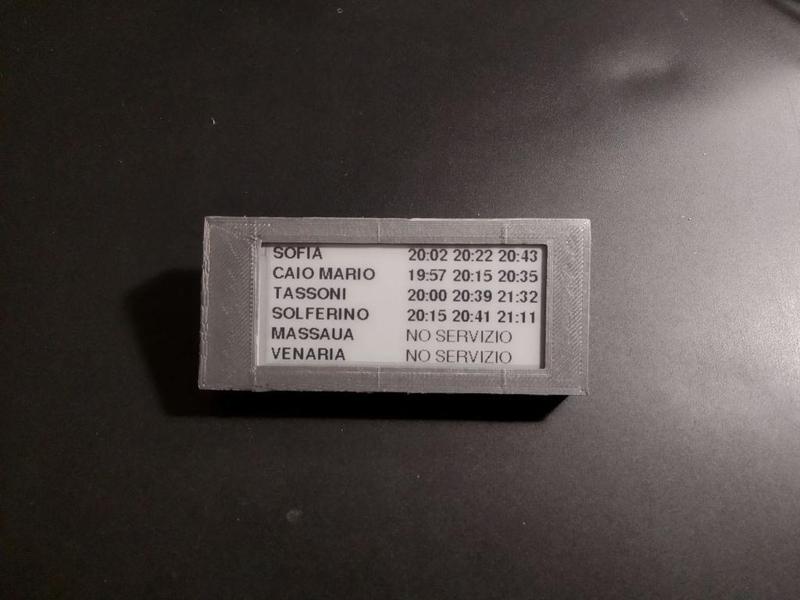 SOFIA 20:02 20:22 20:43
CAIO MARIO 19:57 20:15 20:35
TASSONI 20:00 20:39 21:32
SOLFERINO 20:15 20:41 21:11
MASSAUA NO SERVIZIO
VENARIA NO SERVIZIO